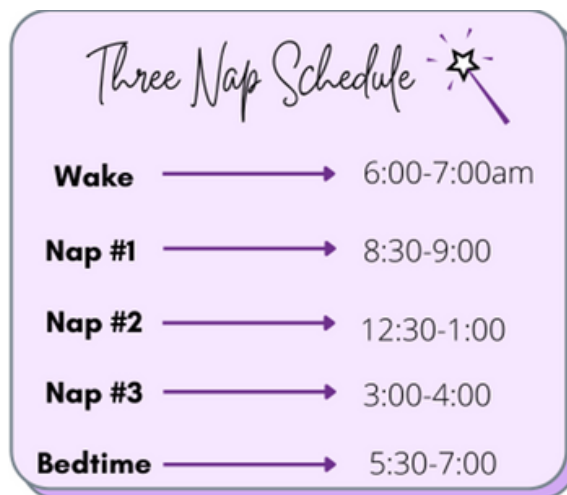 Three Nap Schedule
Wake 6:00-7:00am
Nap #1 8:30-9:00
Nap #2 12:30-1:00
Nap #3 3:00-4:00
Bedtime 5:30-7:00